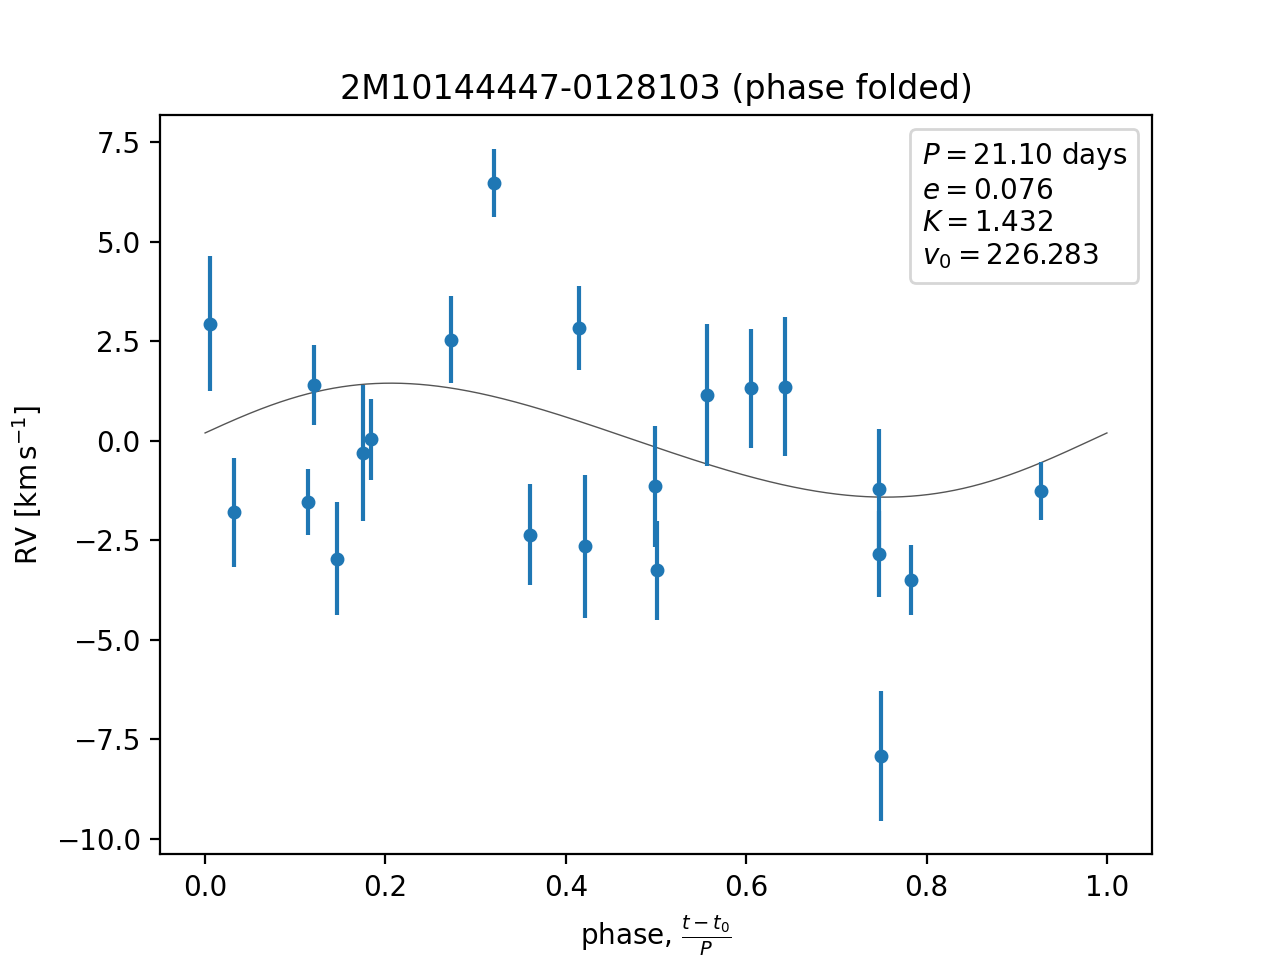 2M10144447-0128103 (phase folded)
P = 21.10 days
e = 0.076
K = 1.432
v₀ = 226.283
7.5
5.0
2.5
0.0
−2.5
−5.0
−7.5
−10.0
RV [km s⁻¹]
0.0 0.2 0.4 0.6 0.8 1.0
phase, (t − t₀)/P